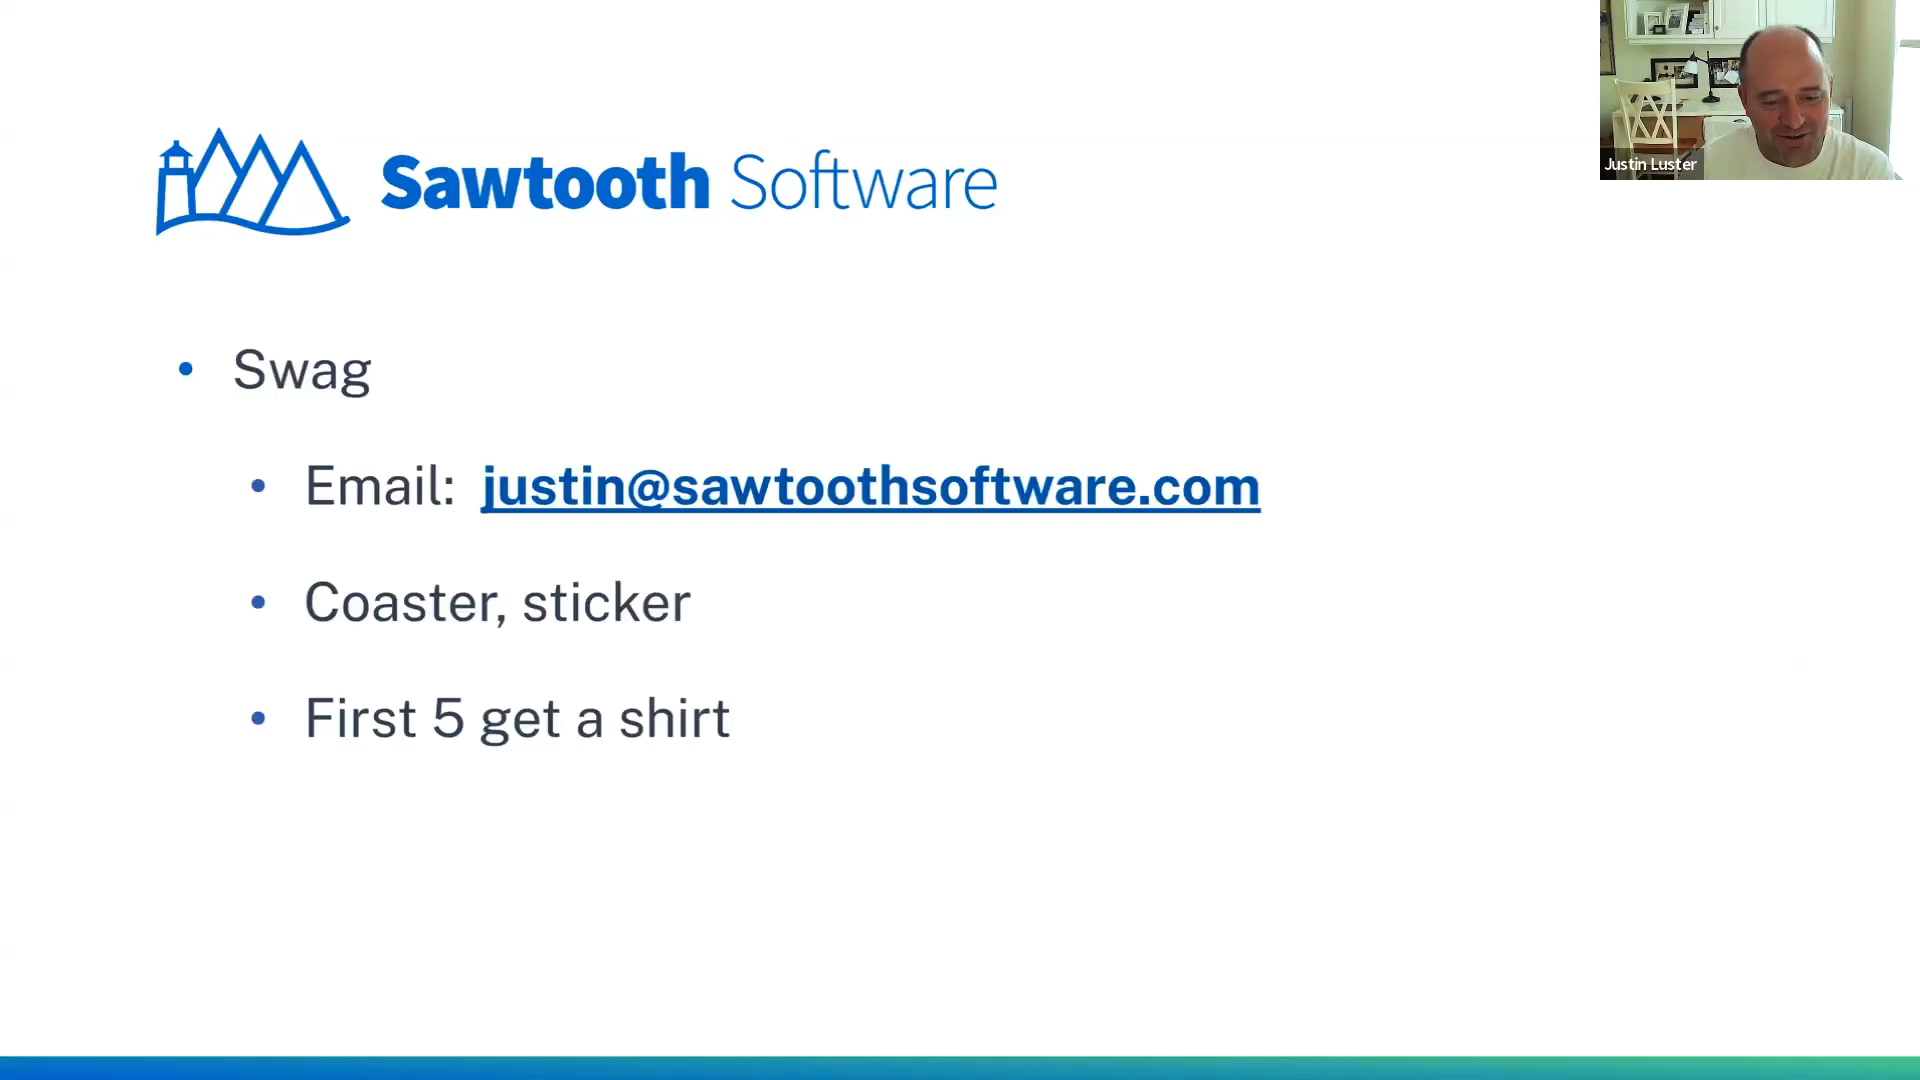 Sawtooth Software
Justin Luster
• Swag
• Email: justin@sawtoothsoftware.com
• Coaster, sticker
• First 5 get a shirt